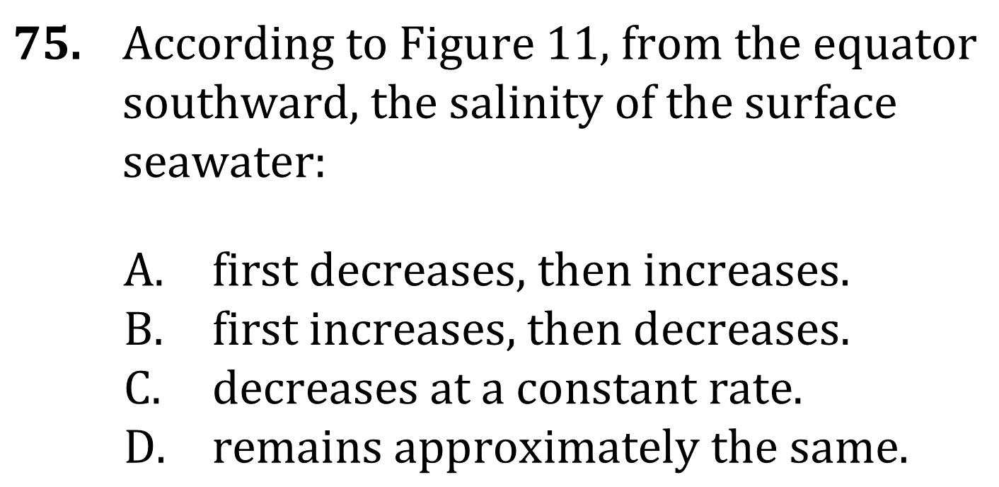 75. According to Figure 11, from the equator
southward, the salinity of the surface
seawater:
A. first decreases, then increases.
B. first increases, then decreases.
C. decreases at a constant rate.
D. remains approximately the same.